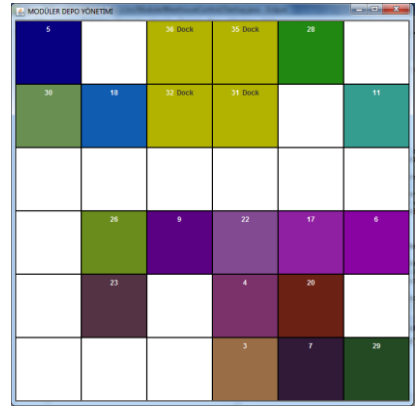 MODÜLER DEPO YÖNETİMİ
5 36 Dock 35 Dock 28
30 18 32 Dock 31 Dock 11
26 9 22 17 6
23 4 20
3 7 29